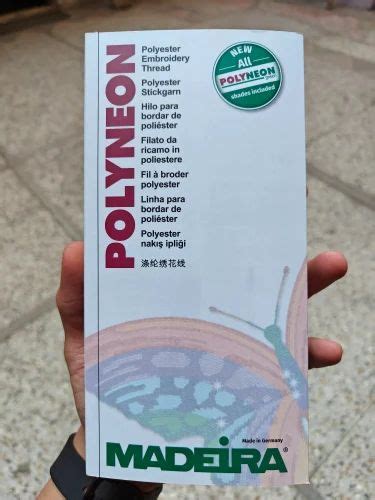 POLYNEON
Polyester
Embroidery
Thread
Polyester
Stickgarn
Hilo para
bordar de
poliéster
Filato da
ricamo in
poliestere
Fil à broder
polyester
Linha para
bordar de
poliéster
Polyester
nakış ipliği
涤纶绣花线
NEW
All
POLYNEON
shades included
Made in Germany
MADEIRA
®